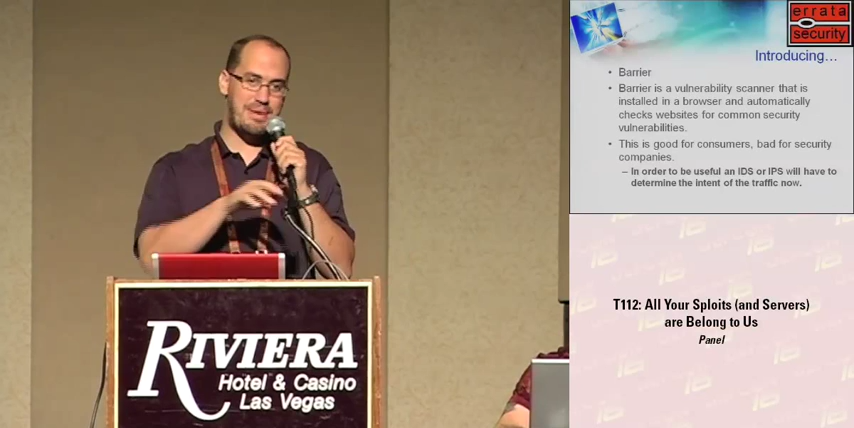 errata
security
Introducing...
• Barrier
• Barrier is a vulnerability scanner that is
installed in a browser and automatically
checks websites for common security
vulnerabilities.
• This is good for consumers, bad for security
companies.
– In order to be useful an IDS or IPS will have to
determine the intent of the traffic now.
RIVIERA
Hotel & Casino
Las Vegas
T112: All Your Sploits (and Servers)
are Belong to Us
Panel